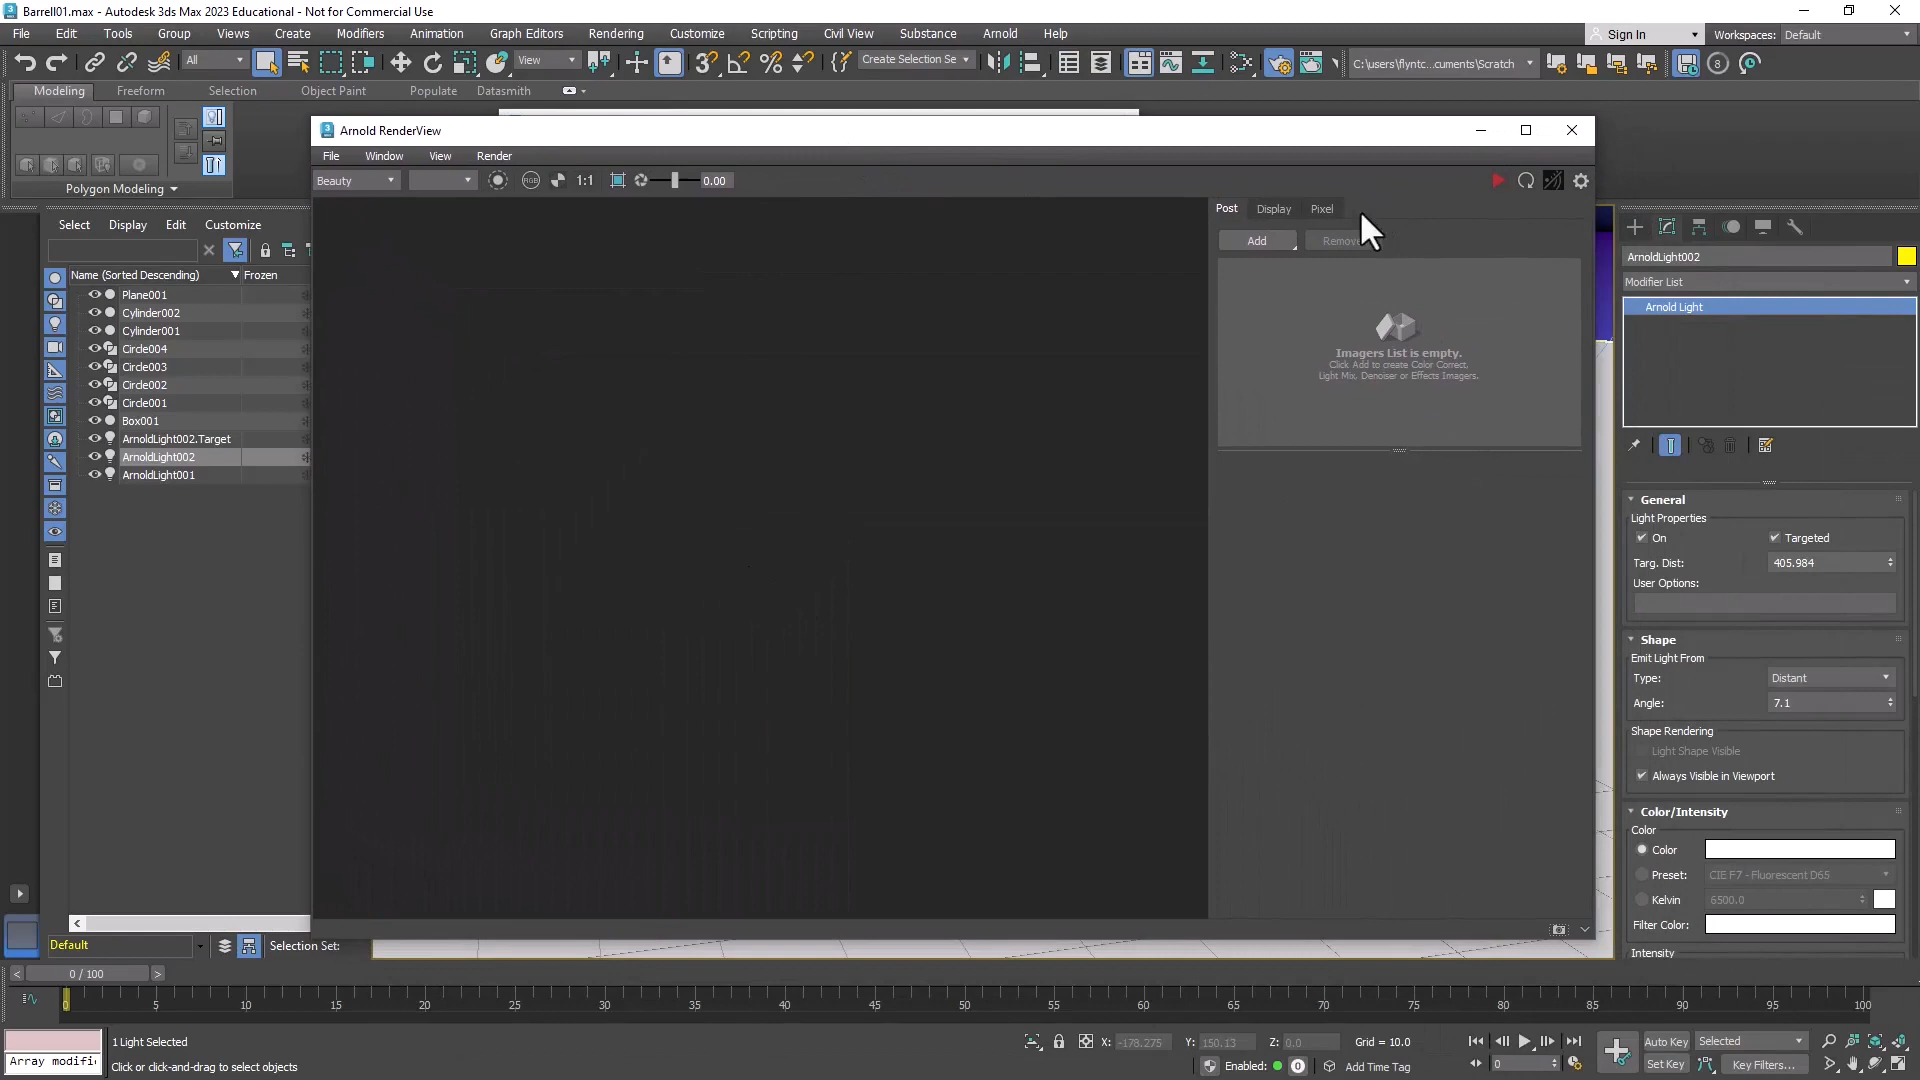 Barrell01.max - Autodesk 3ds Max 2023 Educational - Not for Commercial Use
File Edit Tools Group Views Create Modifiers Animation Graph Editors Rendering Customize Scripting Civil View Substance Arnold Help
Sign In Workspaces: Default
All View Create Selection Se C:\users\flyntc...cuments\Scratch
Modeling Freeform Selection Object Paint Populate Datasmith
Polygon Modeling
Arnold RenderView
File Window View Render
Beauty RGB 1:1 0.00
Post Display Pixel
Add Remove
Imagers List is empty.
Click Add to create Color Correct,
Light Mix, Denoiser or Effects Imagers.
Select Display Edit Customize
Name (Sorted Descending) Frozen
Plane001
Cylinder002
Cylinder001
Circle004
Circle003
Circle002
Circle001
Box001
ArnoldLight002.Target
ArnoldLight002
ArnoldLight001
Default Selection Set:
ArnoldLight002
Modifier List
Arnold Light
General
Light Properties
On Targeted
Targ. Dist: 405.984
User Options:
Shape
Emit Light From
Type: Distant
Angle: 7.1
Shape Rendering
Light Shape Visible
Always Visible in Viewport
Color/Intensity
Color
Color
Preset: CIE F7 - Fluorescent D65
Kelvin 6500.0
Filter Color:
Intensity
0 / 100
0 5 10 15 20 25 30 35 40 45 50 55 60 65 70 75 80 85 90 95 100
1 Light Selected X: -178.275 Y: 150.13 Z: 0.0 Grid = 10.0 Auto Key Selected
Array modifi Click or click-and-drag to select objects Enabled: 0 Add Time Tag 0 Set Key Key Filters...